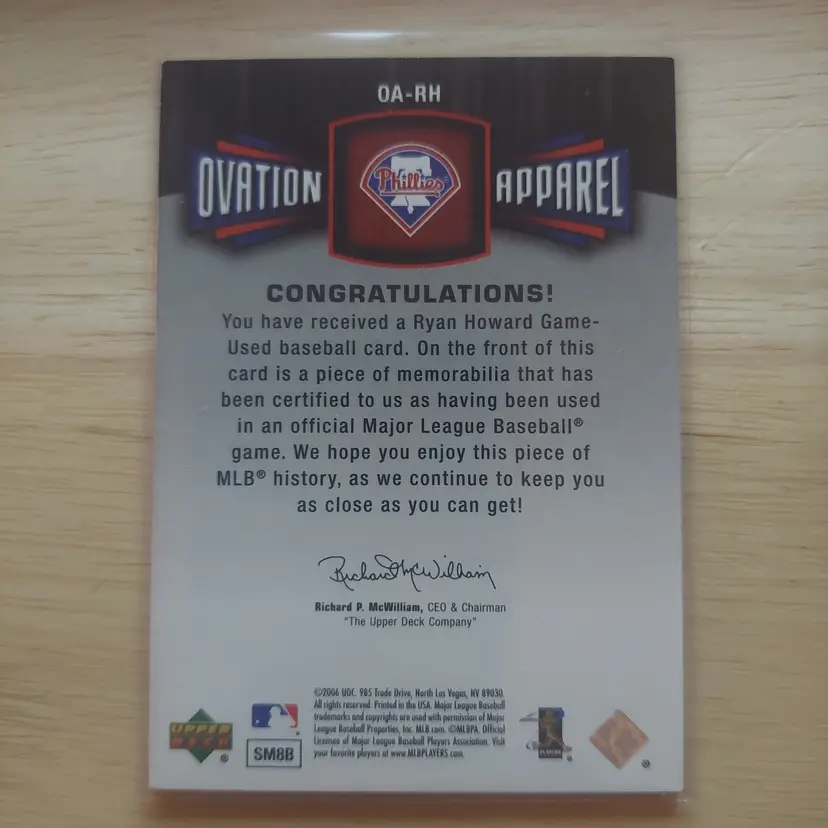 OA-RH
OVATION Phillies APPAREL
CONGRATULATIONS!
You have received a Ryan Howard Game-
Used baseball card. On the front of this
card is a piece of memorabilia that has
been certified to us as having been used
in an official Major League Baseball®
game. We hope you enjoy this piece of
MLB® history, as we continue to keep you
as close as you can get!
Richard McWilliam
Richard P. McWilliam, CEO & Chairman
"The Upper Deck Company"
©2006 UDC. 985 Trade Drive, North Las Vegas, NV 89030.
All rights reserved. Printed in the USA. Major League Baseball
trademarks and copyrights are used with permission of Major
League Baseball Properties, Inc. MLB.com. ©MLBPA. Official
Licensee of Major League Baseball Players Association. Visit
your favorite players at www.MLBPLAYERS.com.
UPPER
DECK ®
SM8B
PLAYERS